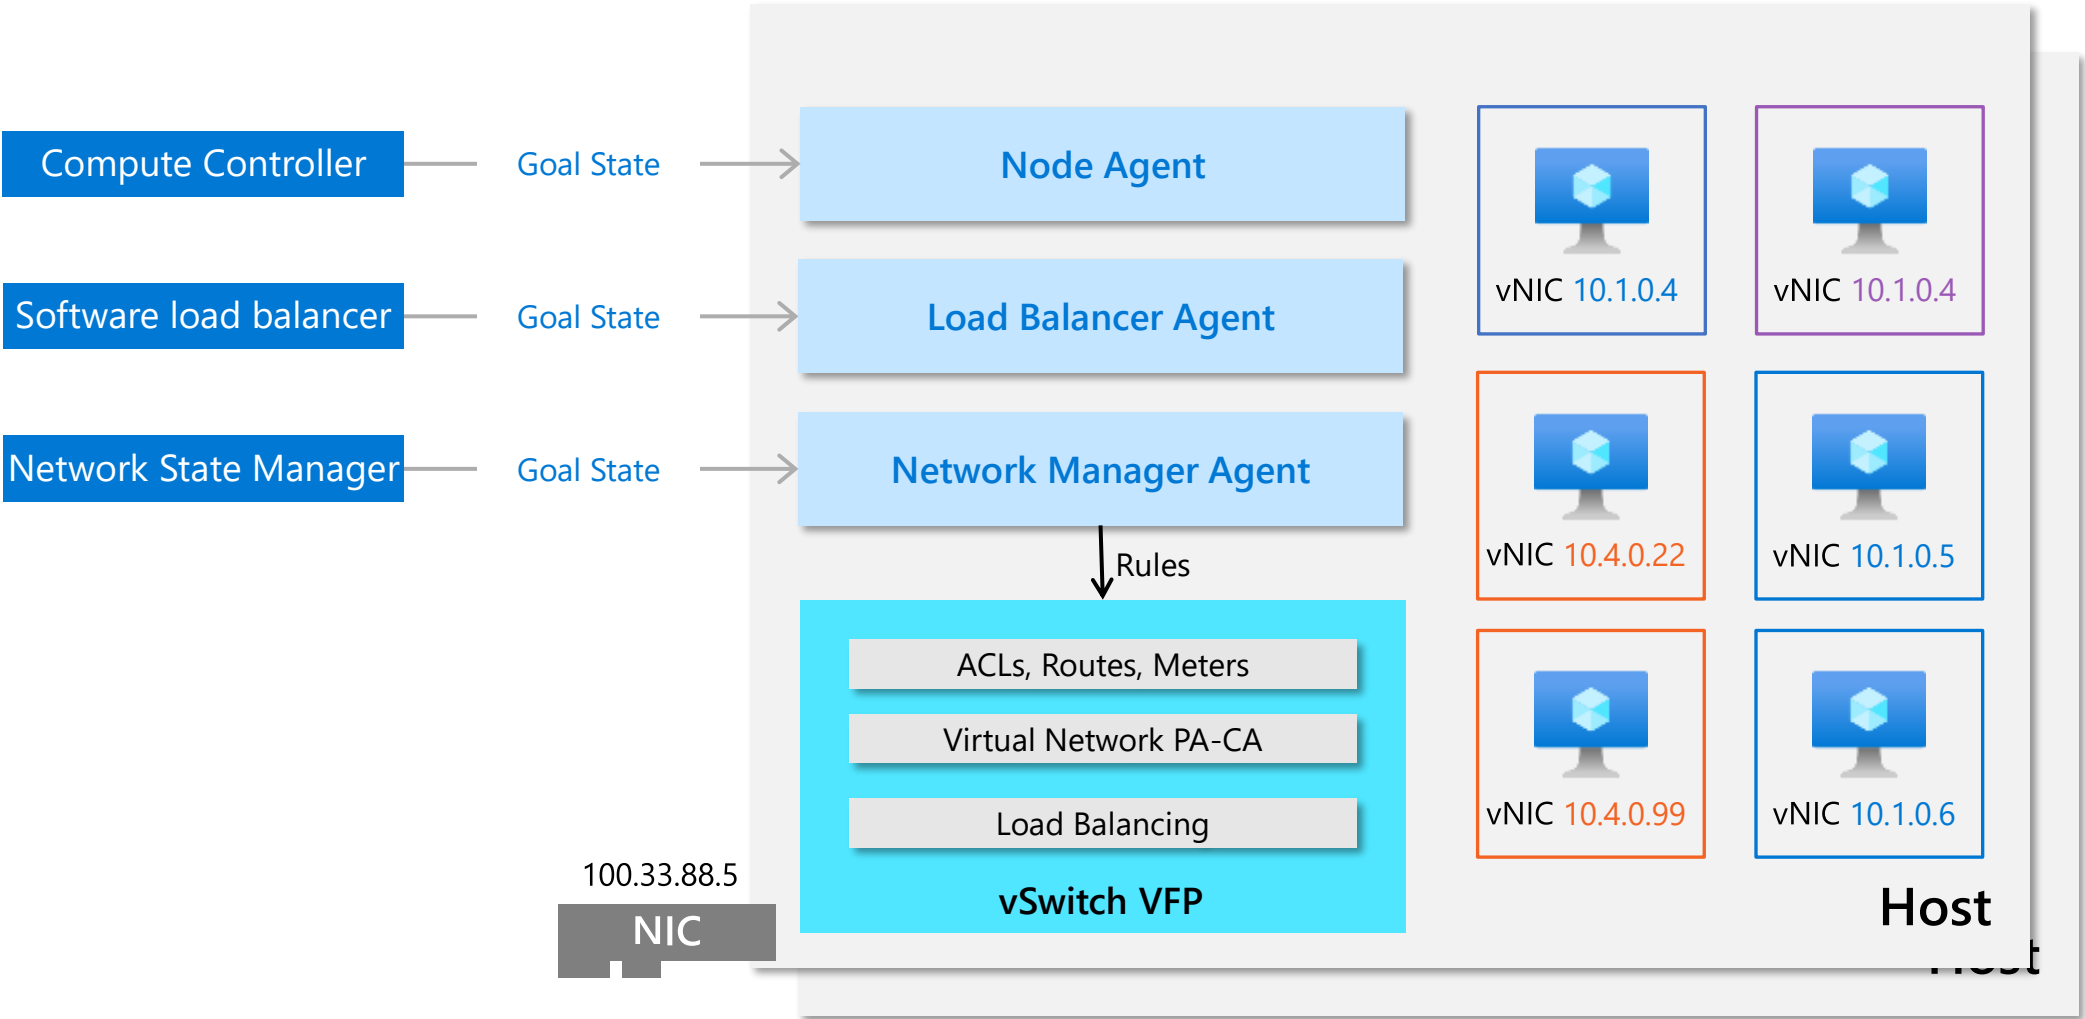 Compute Controller
Goal State
Node Agent
Software load balancer
Goal State
Load Balancer Agent
Network State Manager
Goal State
Network Manager Agent
Rules
ACLs, Routes, Meters
Virtual Network PA-CA
Load Balancing
vSwitch VFP
100.33.88.5
NIC
vNIC 10.1.0.4
vNIC 10.1.0.4
vNIC 10.4.0.22
vNIC 10.1.0.5
vNIC 10.4.0.99
vNIC 10.1.0.6
Host
Host